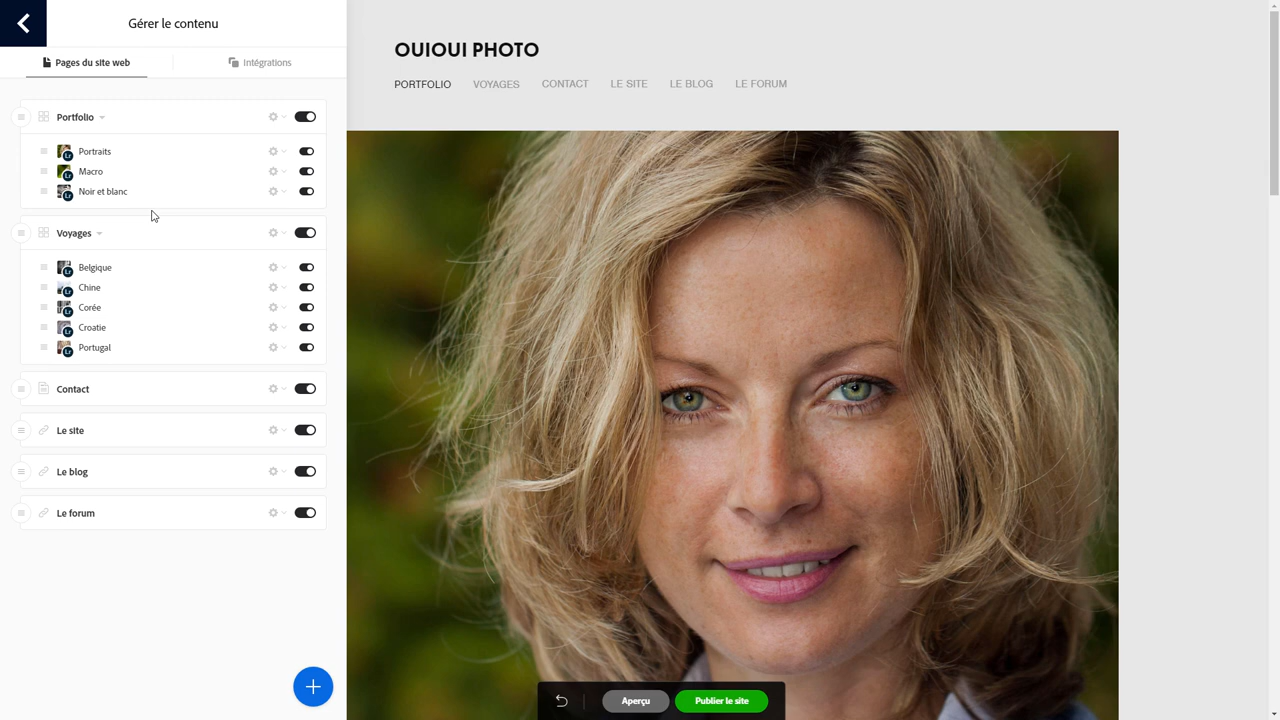 Gérer le contenu
Pages du site web
Intégrations
Portfolio
Portraits
Macro
Noir et blanc
Voyages
Belgique
Chine
Corée
Croatie
Portugal
Contact
Le site
Le blog
Le forum
OUIOUI PHOTO
PORTFOLIO VOYAGES CONTACT LE SITE LE BLOG LE FORUM
Aperçu
Publier le site